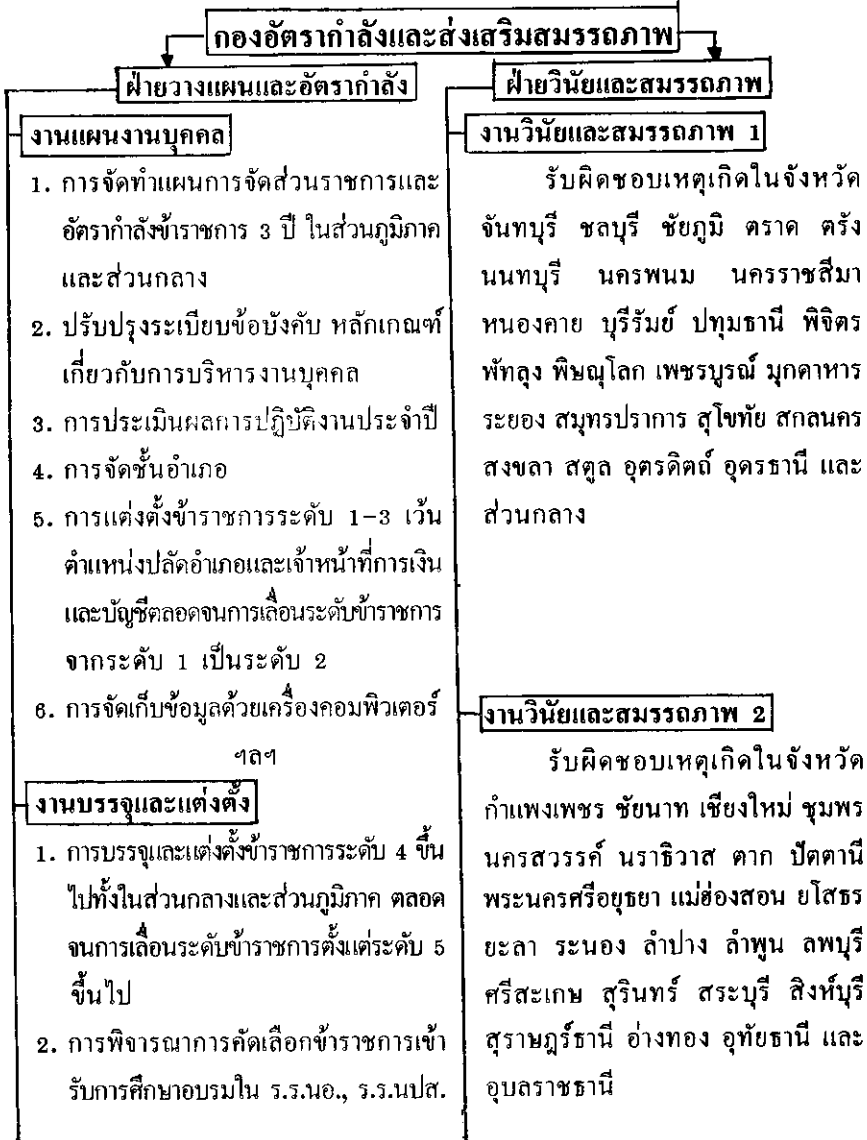 กองอัตรากำลังและส่งเสริมสมรรถภาพ
ฝ่ายวางแผนและอัตรากำลัง
งานแผนงานบุคคล
1. การจัดทำแผนการจัดส่วนราชการและ
อัตรากำลังข้าราชการ 3 ปี ในส่วนภูมิภาค
และส่วนกลาง
2. ปรับปรุงระเบียบข้อบังคับ หลักเกณฑ์
เกี่ยวกับการบริหารงานบุคคล
3. การประเมินผลการปฏิบัติงานประจำปี
4. การจัดชั้นอำเภอ
5. การแต่งตั้งข้าราชการระดับ 1-3 เว้น
ตำแหน่งปลัดอำเภอและเจ้าหน้าที่การเงิน
และบัญชีตลอดจนการเลื่อนระดับข้าราชการ
จากระดับ 1 เป็นระดับ 2
6. การจัดเก็บข้อมูลด้วยเครื่องคอมพิวเตอร์
ฯลฯ
งานบรรจุและแต่งตั้ง
1. การบรรจุและแต่งตั้งข้าราชการระดับ 4 ขึ้น
ไปทั้งในส่วนกลางและส่วนภูมิภาค ตลอด
จนการเลื่อนระดับข้าราชการตั้งแต่ระดับ 5
ขึ้นไป
2. การพิจารณาการคัดเลือกข้าราชการเข้า
รับการศึกษาอบรมใน ร.ร.นอ., ร.ร.นปส.
ฝ่ายวินัยและสมรรถภาพ
งานวินัยและสมรรถภาพ 1
รับผิดชอบเหตุเกิดในจังหวัด
จันทบุรี ชลบุรี ชัยภูมิ ตราด ตรัง
นนทบุรี นครพนม นครราชสีมา
หนองคาย บุรีรัมย์ ปทุมธานี พิจิตร
พัทลุง พิษณุโลก เพชรบูรณ์ มุกดาหาร
ระยอง สมุทรปราการ สุโขทัย สกลนคร
สงขลา สตูล อุตรดิตถ์ อุดรธานี และ
ส่วนกลาง
งานวินัยและสมรรถภาพ 2
รับผิดชอบเหตุเกิดในจังหวัด
กำแพงเพชร ชัยนาท เชียงใหม่ ชุมพร
นครสวรรค์ นราธิวาส ตาก ปัตตานี
พระนครศรีอยุธยา แม่ฮ่องสอน ยโสธร
ยะลา ระนอง ลำปาง ลำพูน ลพบุรี
ศรีสะเกษ สุรินทร์ สระบุรี สิงห์บุรี
สุราษฎร์ธานี อ่างทอง อุทัยธานี และ
อุบลราชธานี